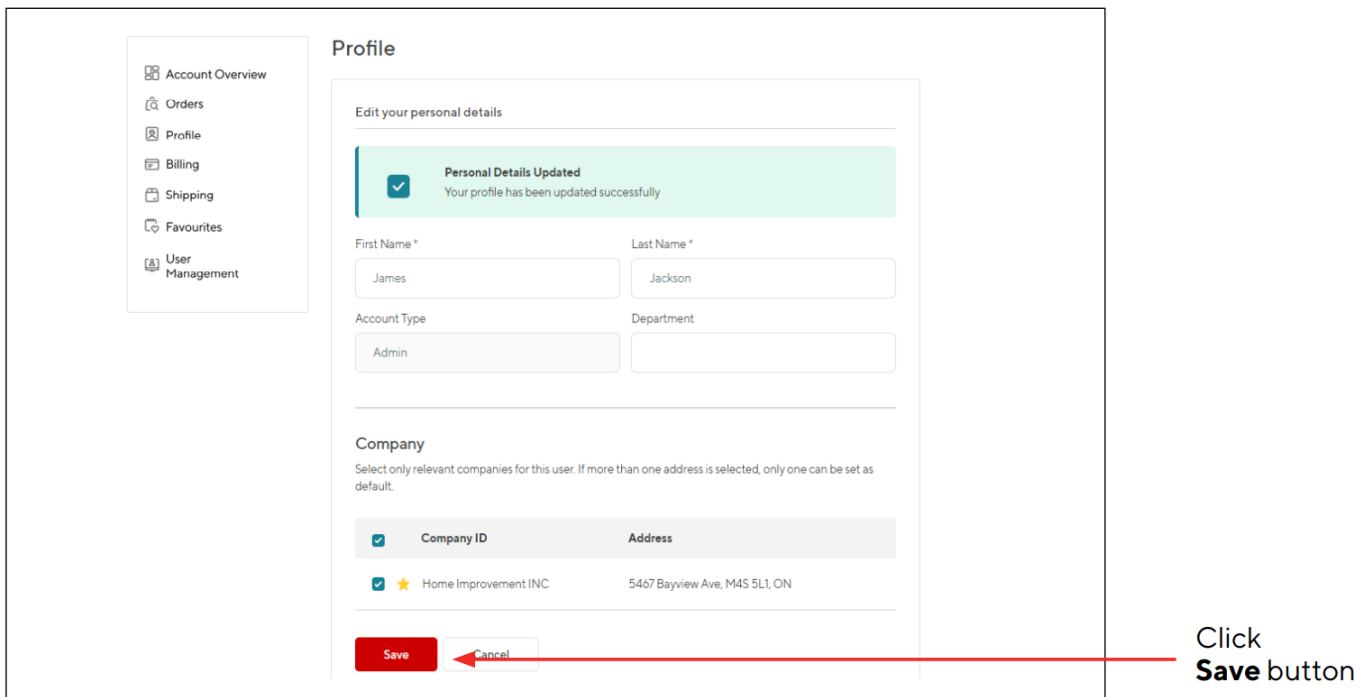 Account Overview
Orders
Profile
Billing
Shipping
Favourites
User
Management
Profile
Edit your personal details
Personal Details Updated
Your profile has been updated successfully
First Name *
Last Name *
James
Jackson
Account Type
Department
Admin
Company
Select only relevant companies for this user. If more than one address is selected, only one can be set as
default.
Company ID
Address
Home Improvement INC
5467 Bayview Ave, M4S 5L1, ON
Save
Cancel
Click
Save button